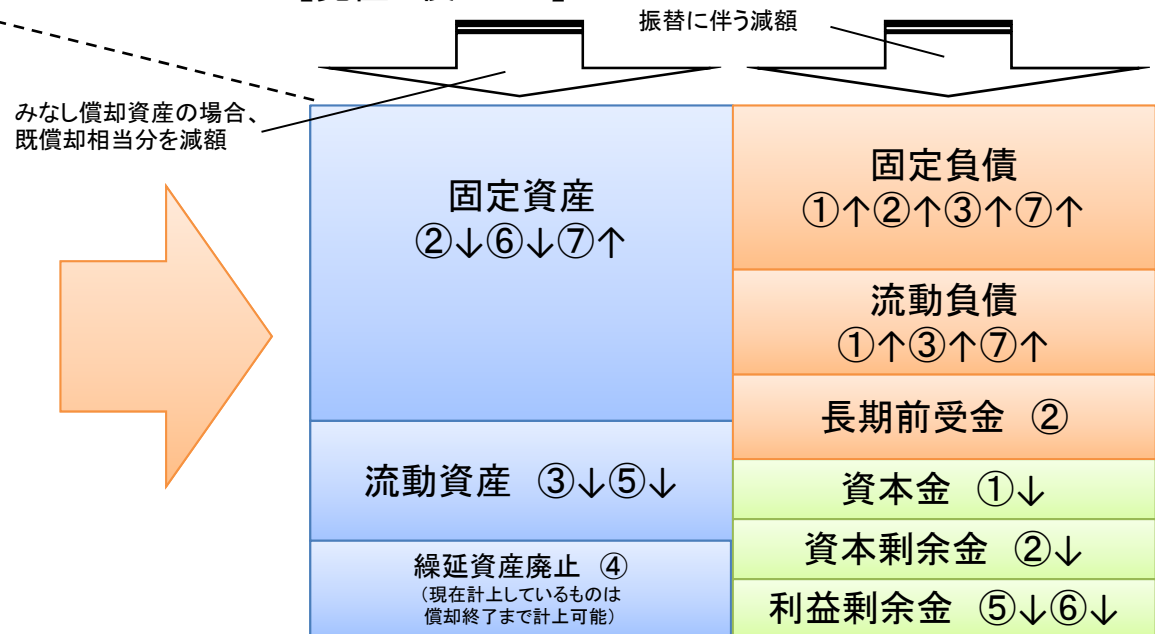 振替に伴う減額
みなし償却資産の場合、
既償却相当分を減額
固定資産
②↓⑥↓⑦↑
流動資産 ③↓⑤↓
繰延資産廃止 ④
（現在計上しているものは
償却終了まで計上可能）
固定負債
①↑②↑③↑⑦↑
流動負債
①↑③↑⑦↑
長期前受金 ②
資本金 ①↓
資本剰余金 ②↓
利益剰余金 ⑤↓⑥↓